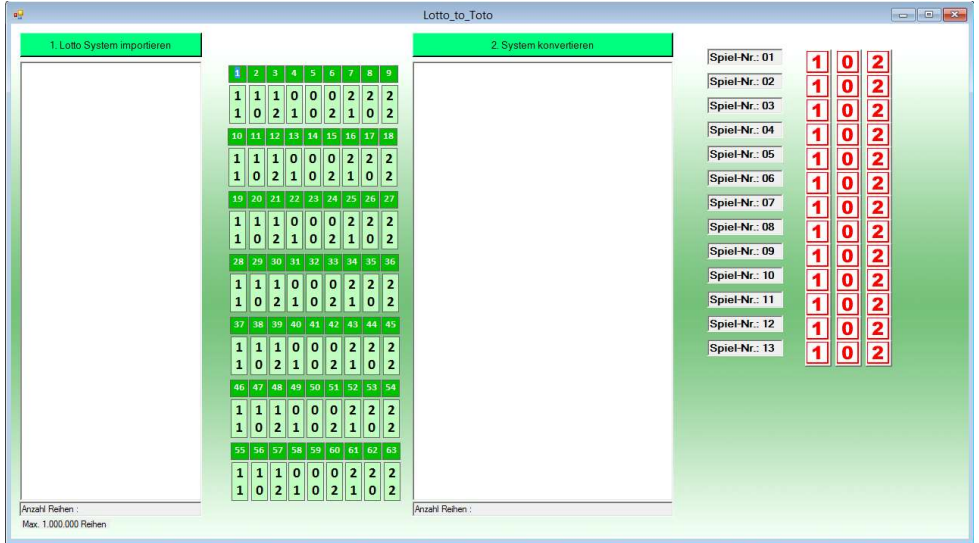 Lotto_to_Toto
1. Lotto System importieren
2. System konvertieren
1 2 3 4 5 6 7 8 9
1 1 1 0 0 0 2 2 2
1 0 2 1 0 2 1 0 2
10 11 12 13 14 15 16 17 18
1 1 1 0 0 0 2 2 2
1 0 2 1 0 2 1 0 2
19 20 21 22 23 24 25 26 27
1 1 1 0 0 0 2 2 2
1 0 2 1 0 2 1 0 2
28 29 30 31 32 33 34 35 36
1 1 1 0 0 0 2 2 2
1 0 2 1 0 2 1 0 2
37 38 39 40 41 42 43 44 45
1 1 1 0 0 0 2 2 2
1 0 2 1 0 2 1 0 2
46 47 48 49 50 51 52 53 54
1 1 1 0 0 0 2 2 2
1 0 2 1 0 2 1 0 2
55 56 57 58 59 60 61 62 63
1 1 1 0 0 0 2 2 2
1 0 2 1 0 2 1 0 2
Anzahl Reihen :
Max. 1.000.000 Reihen
Anzahl Reihen :
Spiel-Nr.: 01 1 0 2
Spiel-Nr.: 02 1 0 2
Spiel-Nr.: 03 1 0 2
Spiel-Nr.: 04 1 0 2
Spiel-Nr.: 05 1 0 2
Spiel-Nr.: 06 1 0 2
Spiel-Nr.: 07 1 0 2
Spiel-Nr.: 08 1 0 2
Spiel-Nr.: 09 1 0 2
Spiel-Nr.: 10 1 0 2
Spiel-Nr.: 11 1 0 2
Spiel-Nr.: 12 1 0 2
Spiel-Nr.: 13 1 0 2